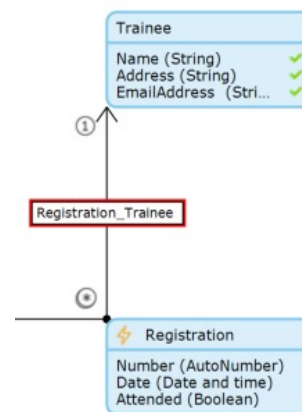 Trainee
Name (String)
Address (String)
EmailAddress (Stri...
1
Registration_Trainee
*
Registration
Number (AutoNumber)
Date (Date and time)
Attended (Boolean)